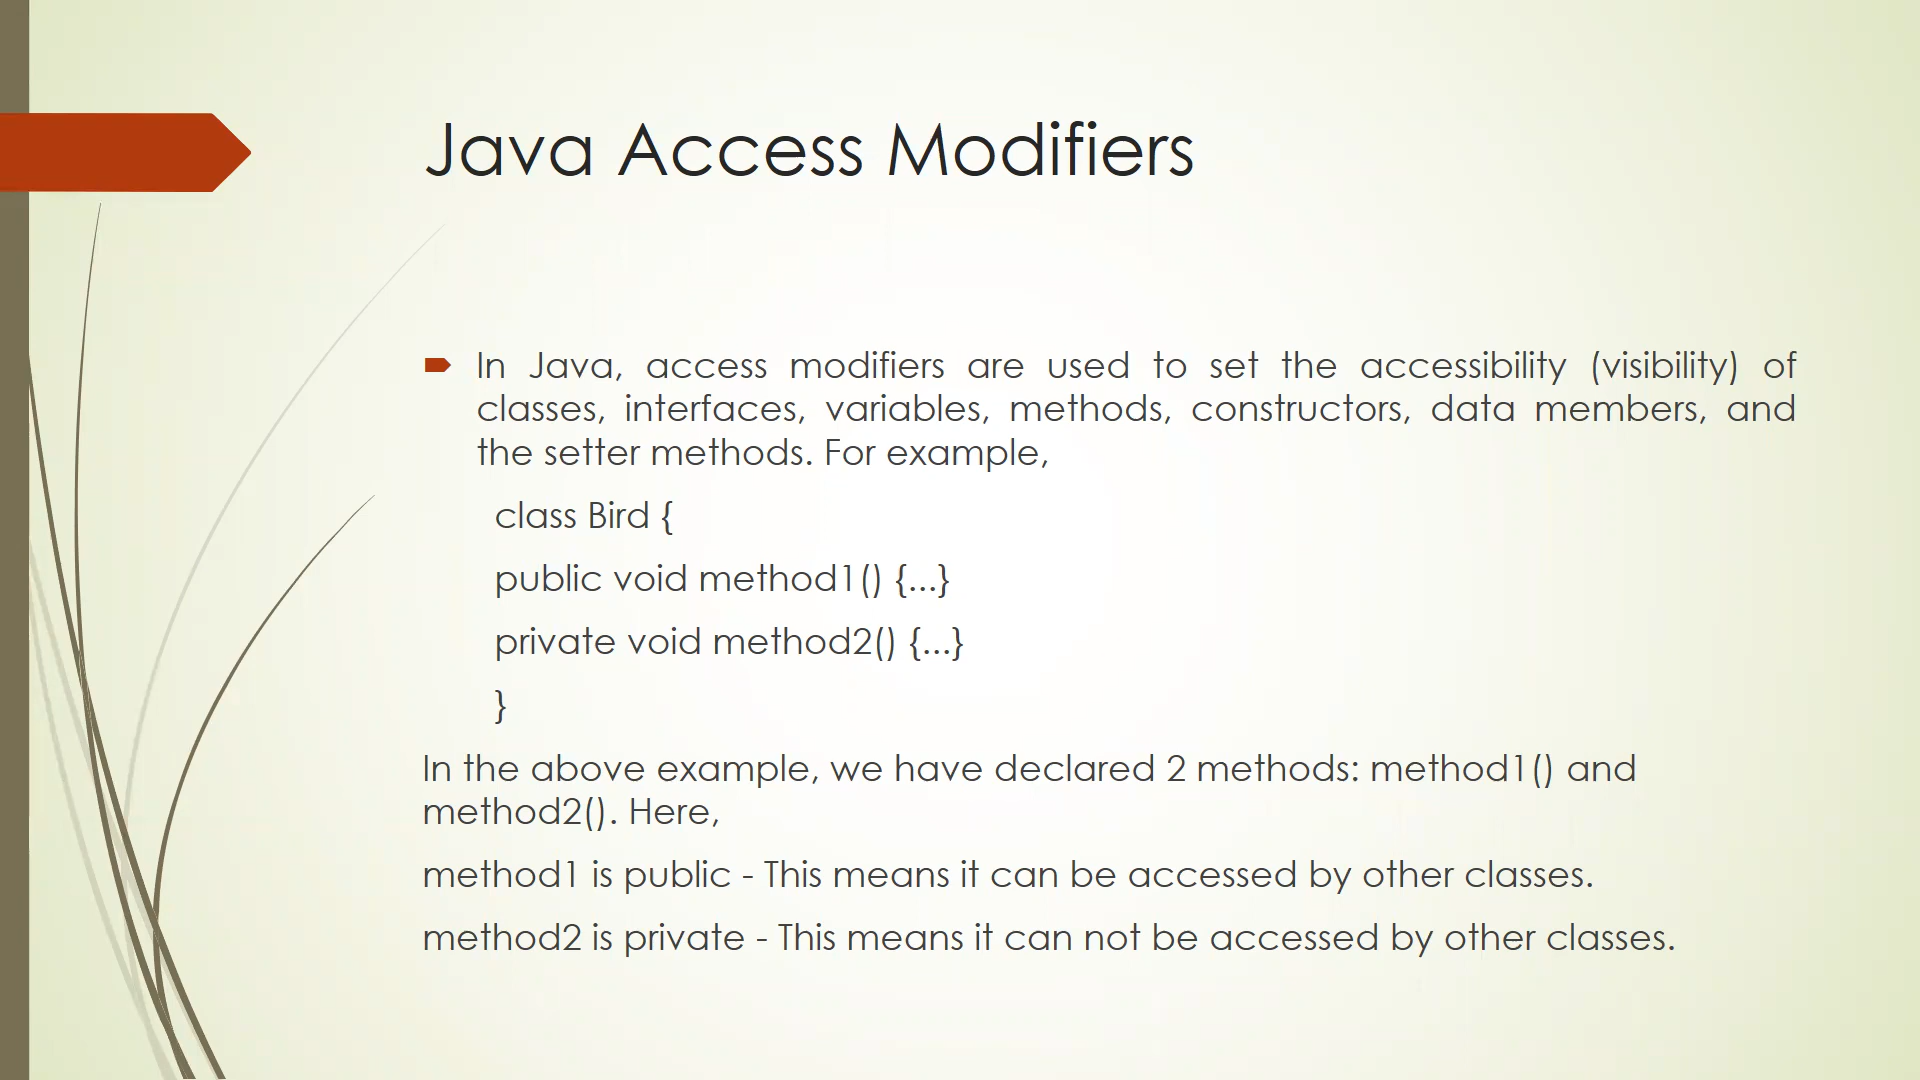 Java Access Modifiers
In Java, access modifiers are used to set the accessibility (visibility) of
classes, interfaces, variables, methods, constructors, data members, and
the setter methods. For example,
class Bird {
public void method1() {...}
private void method2() {...}
}
In the above example, we have declared 2 methods: method1() and
method2(). Here,
method1 is public - This means it can be accessed by other classes.
method2 is private - This means it can not be accessed by other classes.